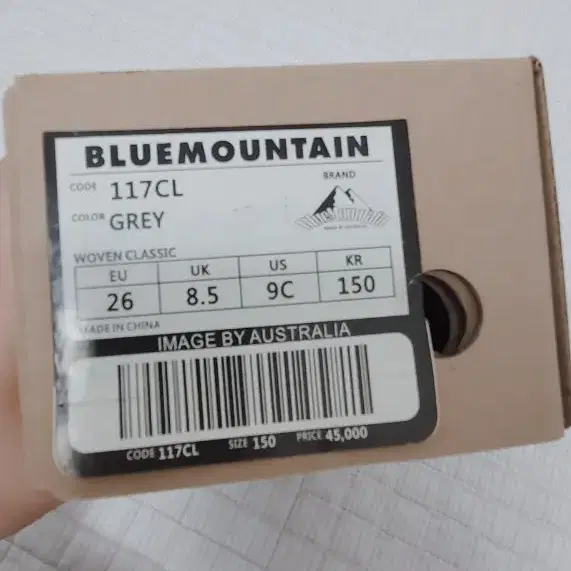 BLUEMOUNTAIN
CODE 117CL
BRAND
COLOR GREY
BlueMountain
WOVEN CLASSIC
EU UK US KR
26 8.5 9C 150
MADE IN CHINA
IMAGE BY AUSTRALIA
CODE 117CL SIZE 150 PRICE 45,000